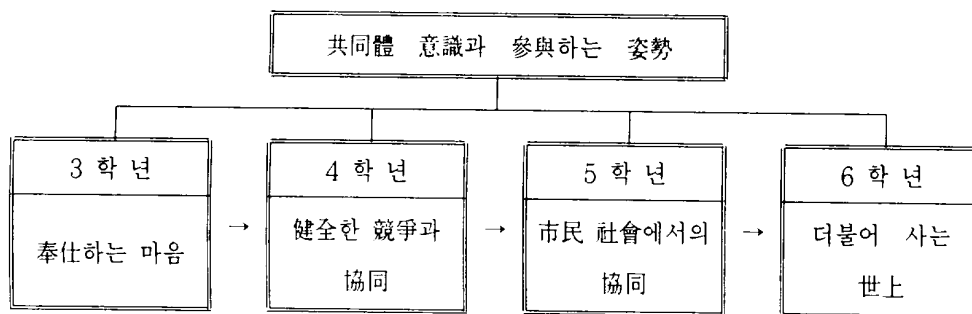 共同體 意識과 參與하는 姿勢
3 학 년
奉仕하는 마음
→
4 학 년
健全한 競爭과
協同
→
5 학 년
市民 社會에서의
協同
→
6 학 년
더불어 사는
世上